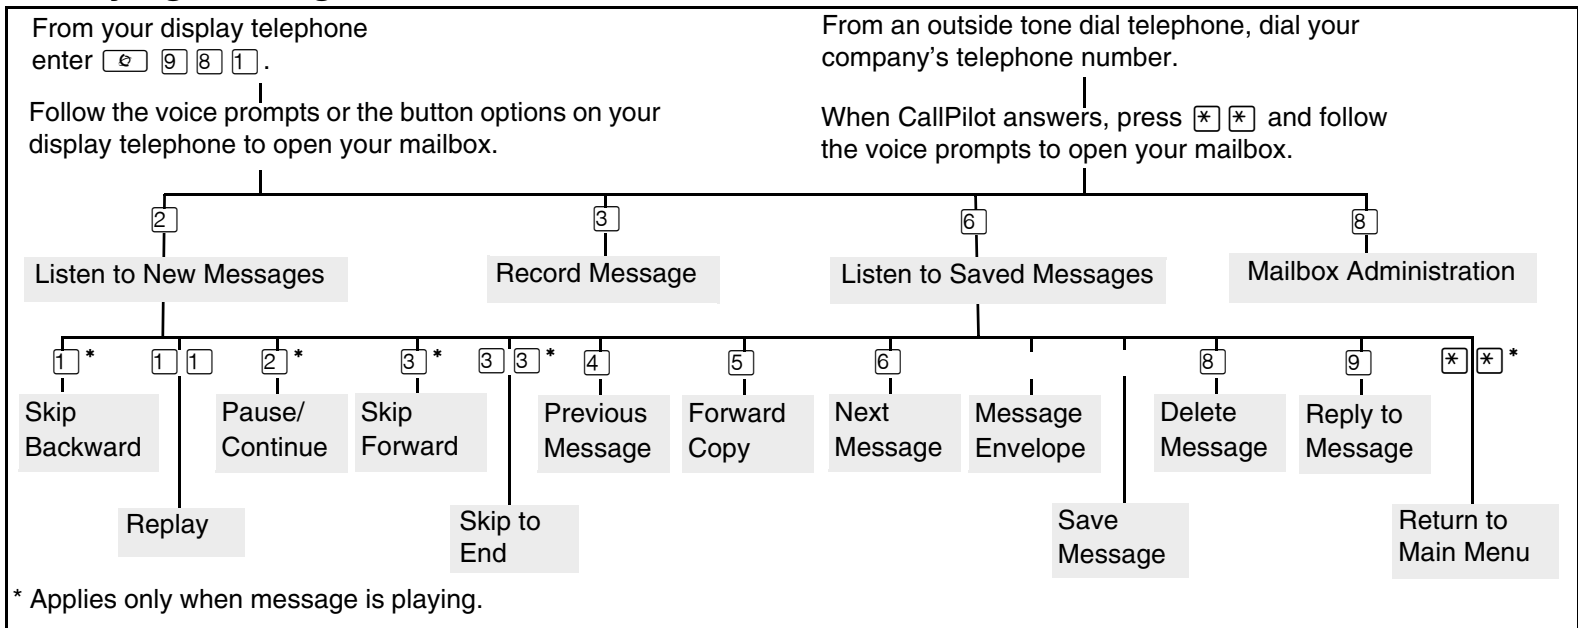 From your display telephone
enter 9 8 1 .
From an outside tone dial telephone, dial your
company's telephone number.
Follow the voice prompts or the button options on your
display telephone to open your mailbox.
When CallPilot answers, press * * and follow
the voice prompts to open your mailbox.
2
3
6
8
Listen to New Messages
Record Message
Listen to Saved Messages
Mailbox Administration
1 *
1 1
2 *
3 *
3 3 *
4
5
6
8
9
* * *
Skip
Backward
Pause/
Continue
Skip
Forward
Previous
Message
Forward
Copy
Next
Message
Message
Envelope
Delete
Message
Reply to
Message
Replay
Skip to
End
Save
Message
Return to
Main Menu
* Applies only when message is playing.